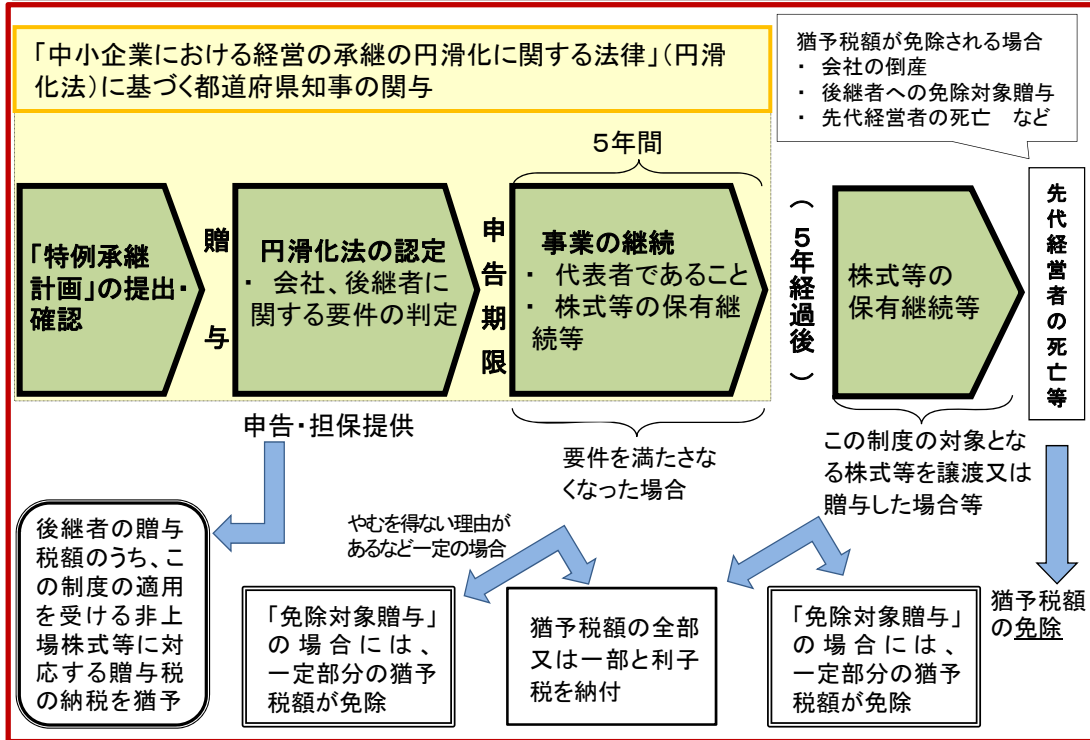 「中小企業における経営の承継の円滑化に関する法律」(円滑
化法)に基づく都道府県知事の関与
猶予税額が免除される場合
・ 会社の倒産
・ 後継者への免除対象贈与
・ 先代経営者の死亡　など
5年間
「特例承継
計画」の提出・
確認
贈与
円滑化法の認定
・ 会社、後継者に
関する要件の判定
申告期限
事業の継続
・ 代表者であること
・ 株式等の保有継
続等
(5年経過後)
株式等の
保有継続等
先代経営者の死亡等
申告・担保提供
要件を満たさな
くなった場合
この制度の対象とな
る株式等を譲渡又は
贈与した場合等
後継者の贈与
税額のうち、こ
の制度の適用
を受ける非上
場株式等に対
応する贈与税
の納税を猶予
やむを得ない理由が
あるなど一定の場合
「免除対象贈与」
の場合には、
一定部分の猶予
税額が免除
猶予税額の全部
又は一部と利子
税を納付
「免除対象贈与」
の場合には、
一定部分の猶予
税額が免除
猶予税額
の免除